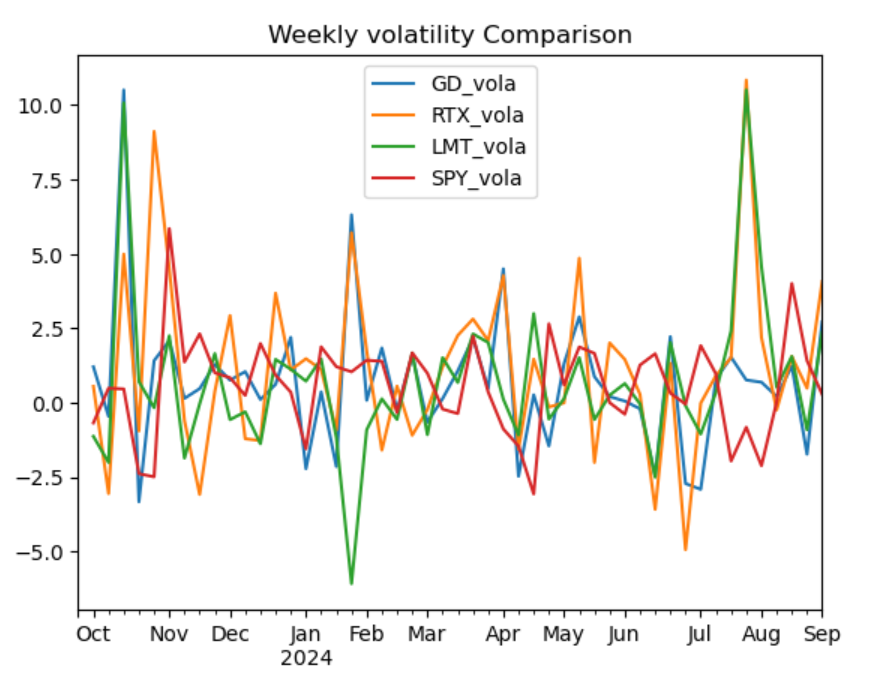 Weekly volatility Comparison
GD_vola
RTX_vola
LMT_vola
SPY_vola
10.0
7.5
5.0
2.5
0.0
−2.5
−5.0
Oct Nov Dec Jan Feb Mar Apr May Jun Jul Aug Sep
2024